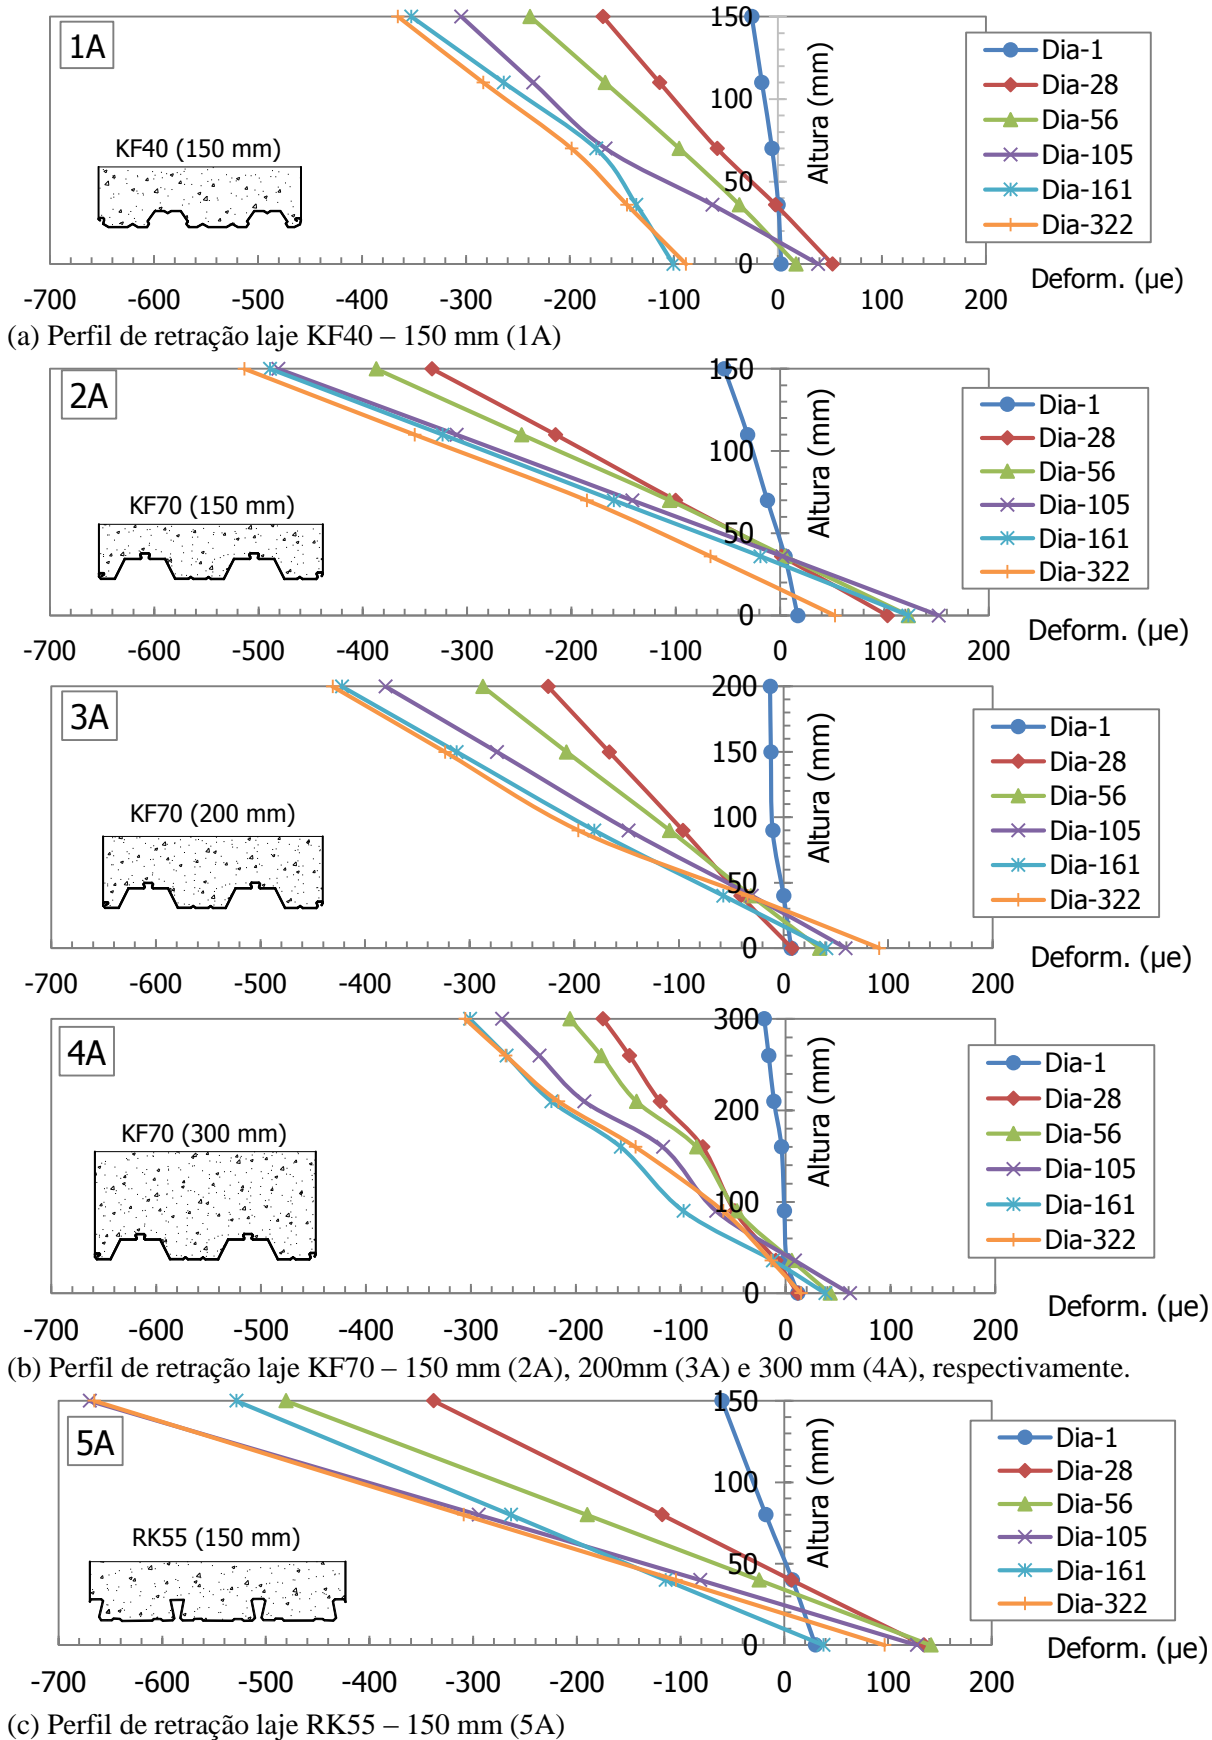 1A
KF40 (150 mm)
150
100
50
0
Altura (mm)
Dia-1
Dia-28
Dia-56
Dia-105
Dia-161
Dia-322
-700 -600 -500 -400 -300 -200 -100 0 100 200
Deform. (µe)
(a) Perfil de retração laje KF40 – 150 mm (1A)
2A
KF70 (150 mm)
150
100
50
0
Altura (mm)
Dia-1
Dia-28
Dia-56
Dia-105
Dia-161
Dia-322
-700 -600 -500 -400 -300 -200 -100 0 100 200
Deform. (µe)
3A
KF70 (200 mm)
200
150
100
50
0
Altura (mm)
Dia-1
Dia-28
Dia-56
Dia-105
Dia-161
Dia-322
-700 -600 -500 -400 -300 -200 -100 0 100 200
Deform. (µe)
4A
KF70 (300 mm)
300
200
100
0
Altura (mm)
Dia-1
Dia-28
Dia-56
Dia-105
Dia-161
Dia-322
-700 -600 -500 -400 -300 -200 -100 0 100 200
Deform. (µe)
(b) Perfil de retração laje KF70 – 150 mm (2A), 200mm (3A) e 300 mm (4A), respectivamente.
5A
RK55 (150 mm)
150
100
50
0
Altura (mm)
Dia-1
Dia-28
Dia-56
Dia-105
Dia-161
Dia-322
-700 -600 -500 -400 -300 -200 -100 0 100 200
Deform. (µe)
(c) Perfil de retração laje RK55 – 150 mm (5A)